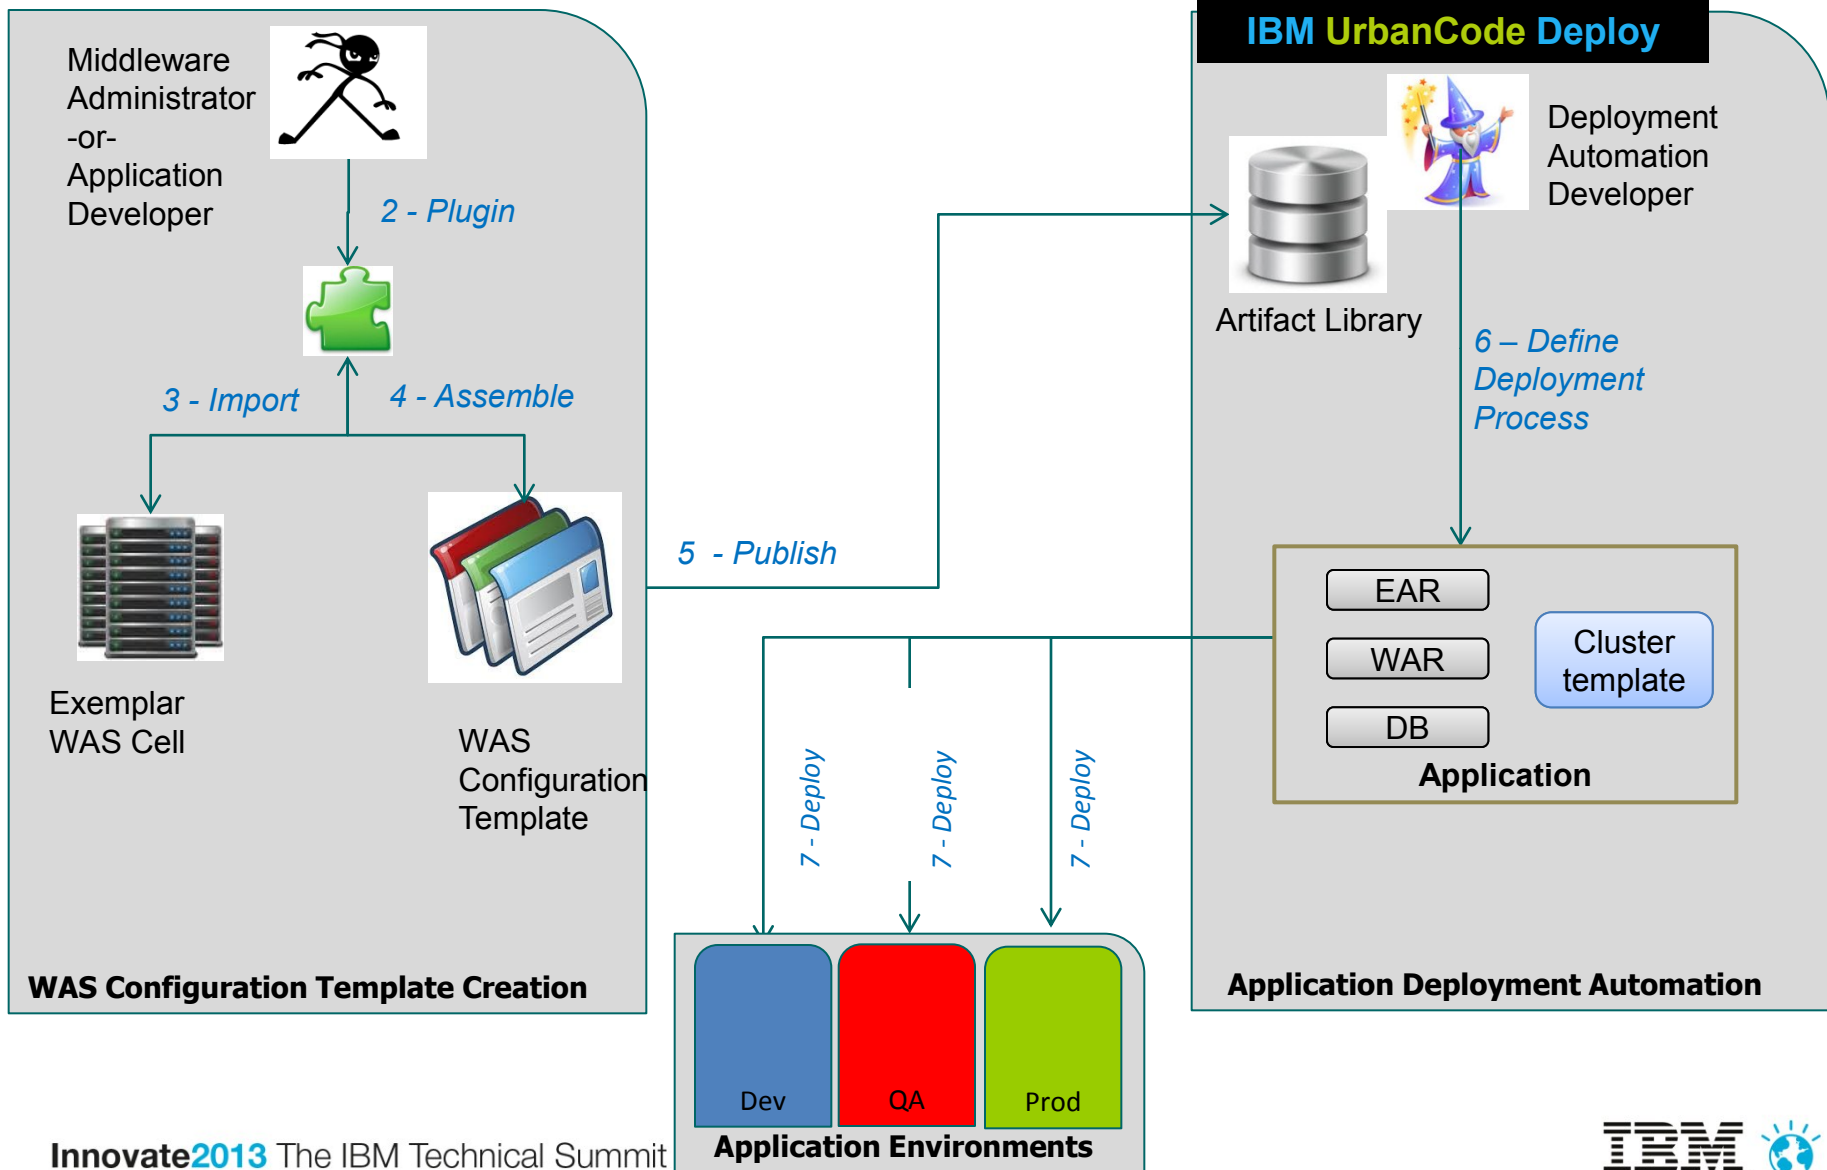 Middleware
Administrator
-or-
Application
Developer
2 - Plugin
3 - Import
4 - Assemble
Exemplar
WAS Cell
WAS
Configuration
Template
WAS Configuration Template Creation
5 - Publish
IBM UrbanCode Deploy
Deployment
Automation
Developer
Artifact Library
6 – Define
Deployment
Process
EAR
WAR
DB
Cluster
template
Application
Application Deployment Automation
7 - Deploy
7 - Deploy
7 - Deploy
Dev
QA
Prod
Application Environments
Innovate2013 The IBM Technical Summit
IBM